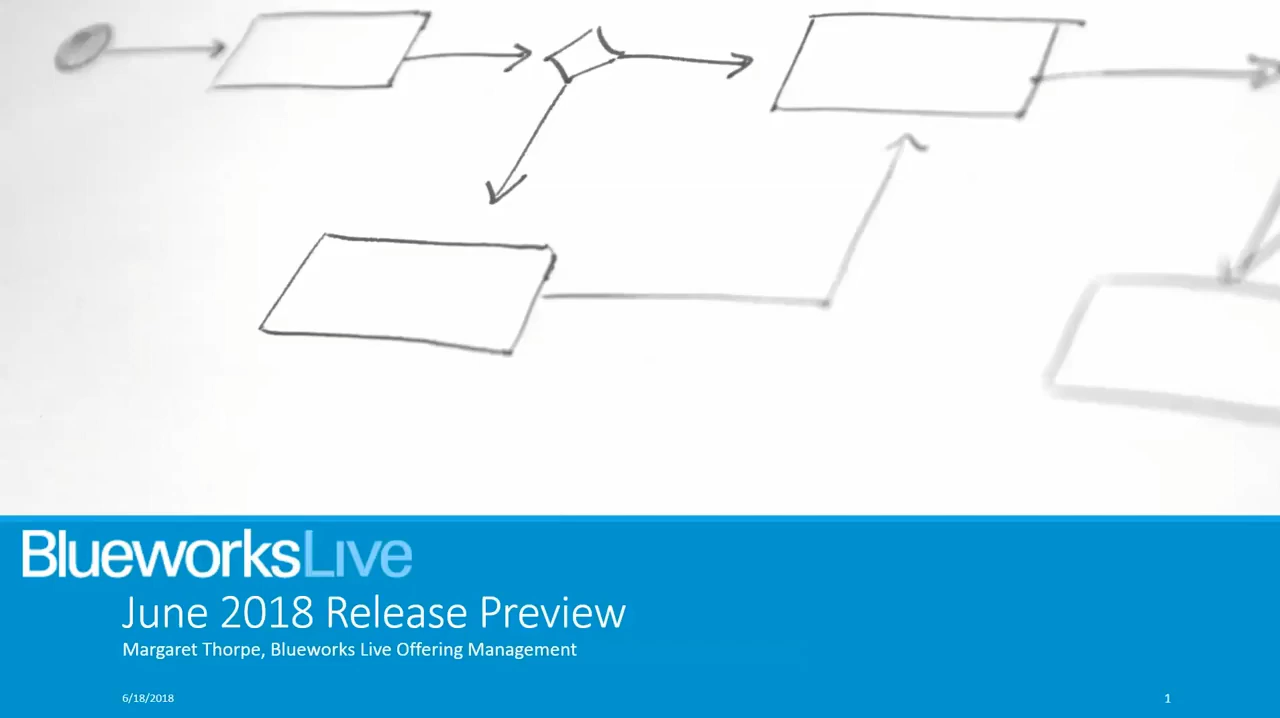 BlueworksLive
June 2018 Release Preview
Margaret Thorpe, Blueworks Live Offering Management
6/18/2018
1